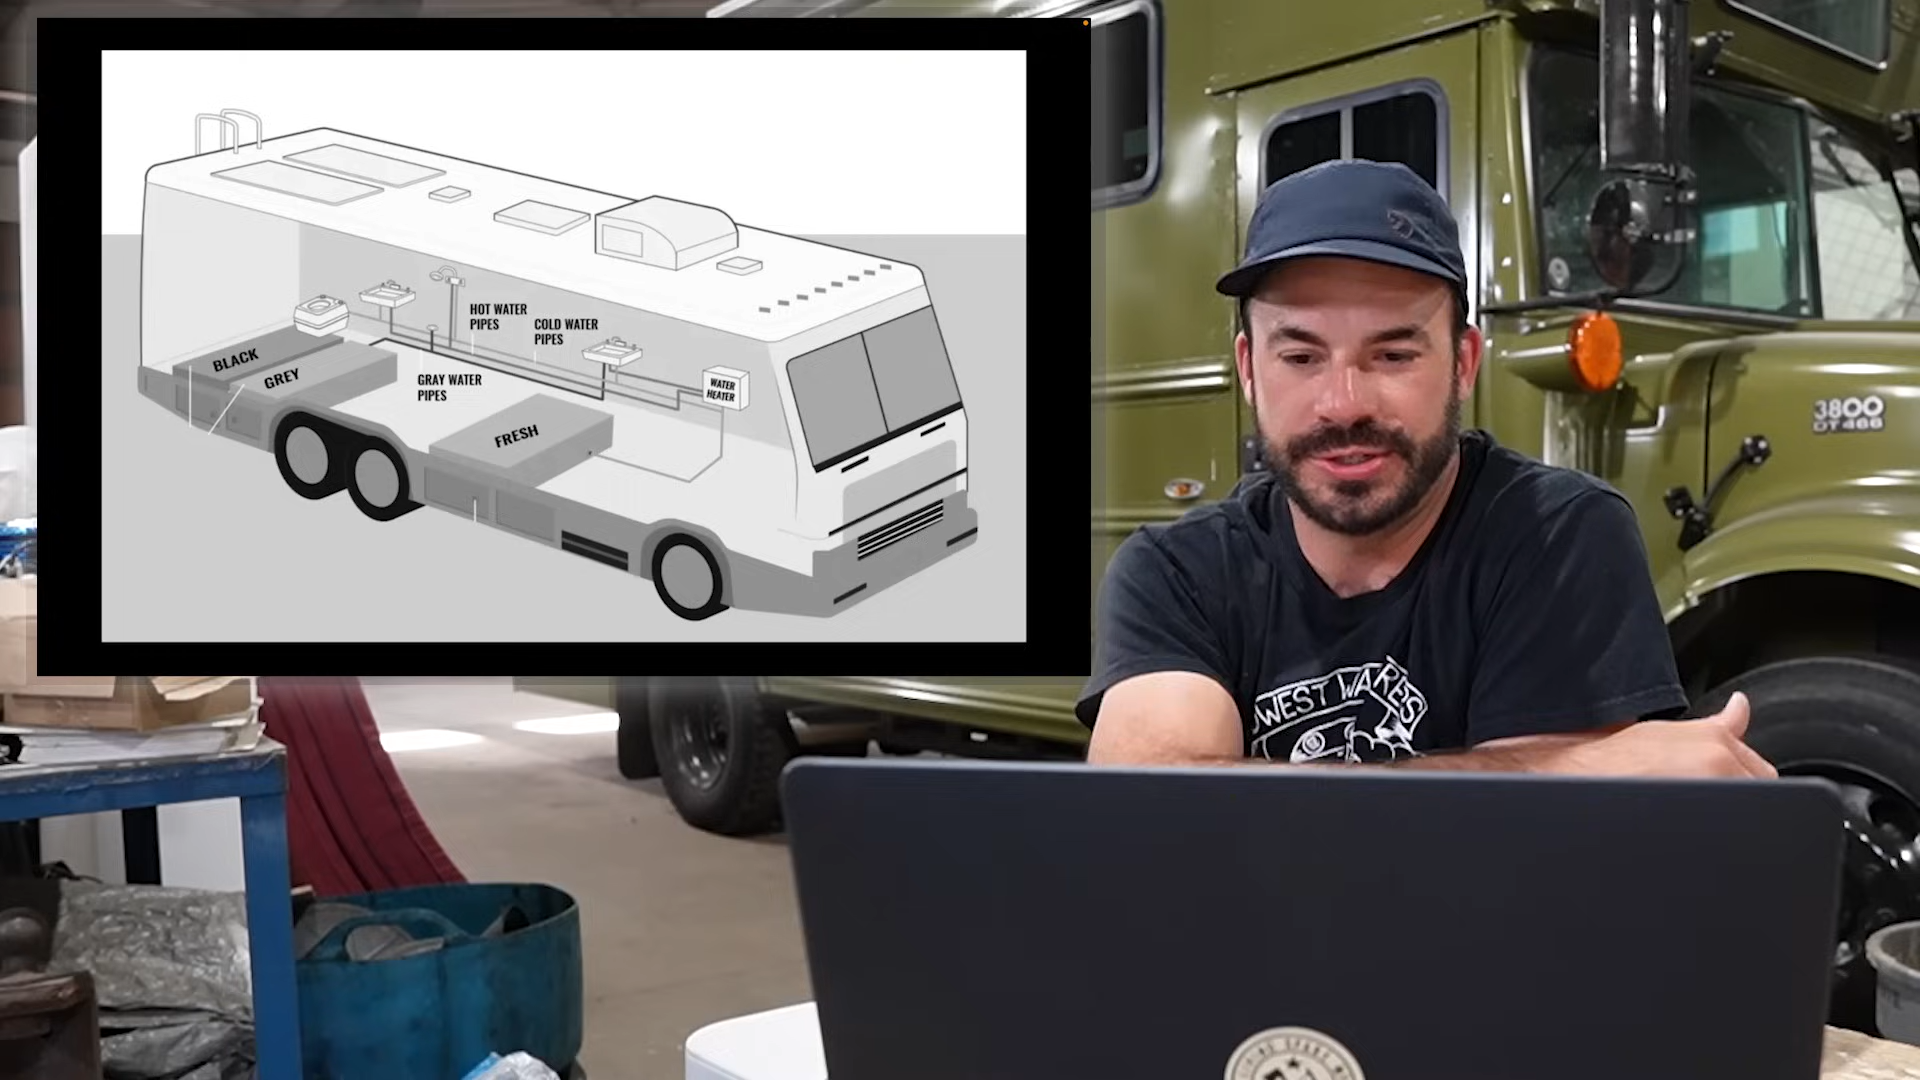 HOT WATER
PIPES
COLD WATER
PIPES
BLACK
GREY
GRAY WATER
PIPES
WATER
HEATER
FRESH
3800
DT 466
WEST WARES